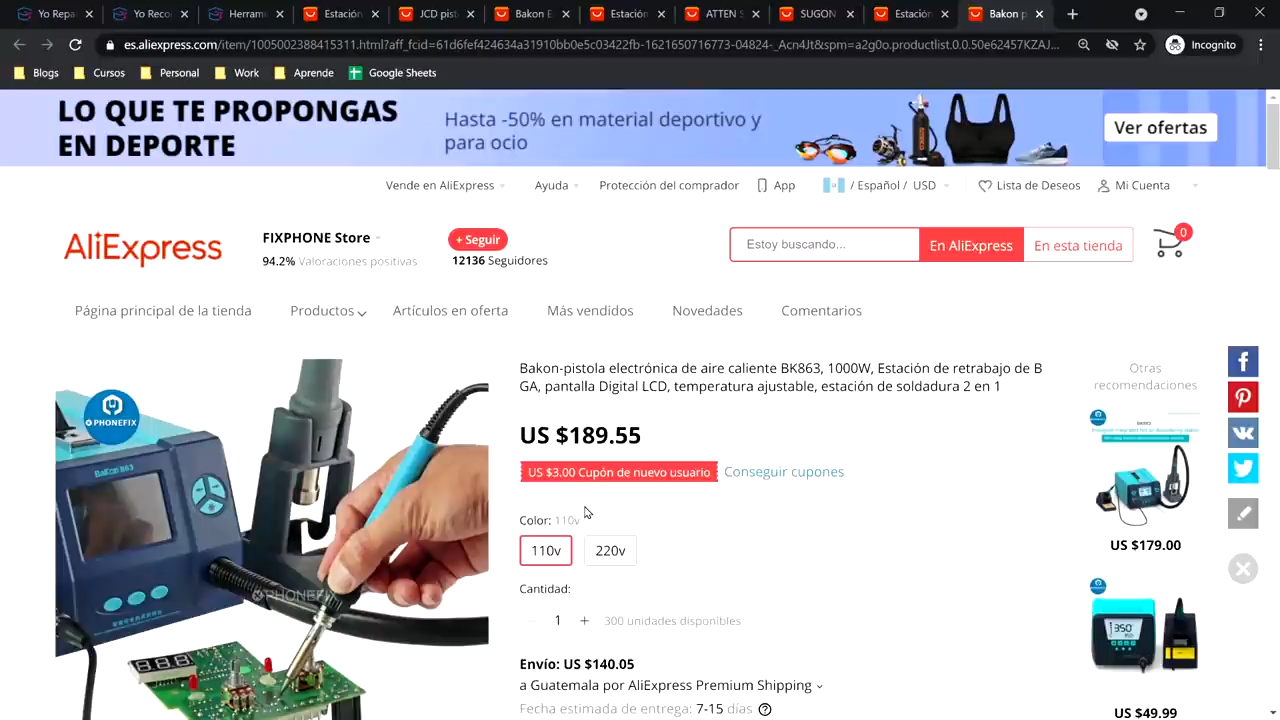 Yo Repa
Yo Reco
Herrami
Estación
JCD pist
Bakon E
Estación
ATTEN S
SUGON
Estación
Bakon p
es.aliexpress.com/item/1005002388415311.html?aff_fcid=61d6fef424634a31910bb0e5c03422fb-1621650716773-04824-_Acn4Jt&spm=a2g0o.productlist.0.0.50e62457KZAJ...
Incognito
Blogs
Cursos
Personal
Work
Aprende
Google Sheets
LO QUE TE PROPONGAS
EN DEPORTE
Hasta -50% en material deportivo y
para ocio
Ver ofertas
Vende en AliExpress
Ayuda
Protección del comprador
App
/ Español / USD
Lista de Deseos
Mi Cuenta
AliExpress
FIXPHONE Store
94.2% Valoraciones positivas
+ Seguir
12136 Seguidores
Estoy buscando...
En AliExpress
En esta tienda
0
Página principal de la tienda
Productos
Artículos en oferta
Más vendidos
Novedades
Comentarios
PHONEFIX
BaKon 863
PHONEFIX
Bakon-pistola electrónica de aire caliente BK863, 1000W, Estación de retrabajo de B
GA, pantalla Digital LCD, temperatura ajustable, estación de soldadura 2 en 1
US $189.55
US $3.00 Cupón de nuevo usuario
Conseguir cupones
Color: 110v
110v
220v
Cantidad:
1
+
300 unidades disponibles
Envío: US $140.05
a Guatemala por AliExpress Premium Shipping
Fecha estimada de entrega: 7-15 días
Otras
recomendaciones
US $179.00
350
US $49.99